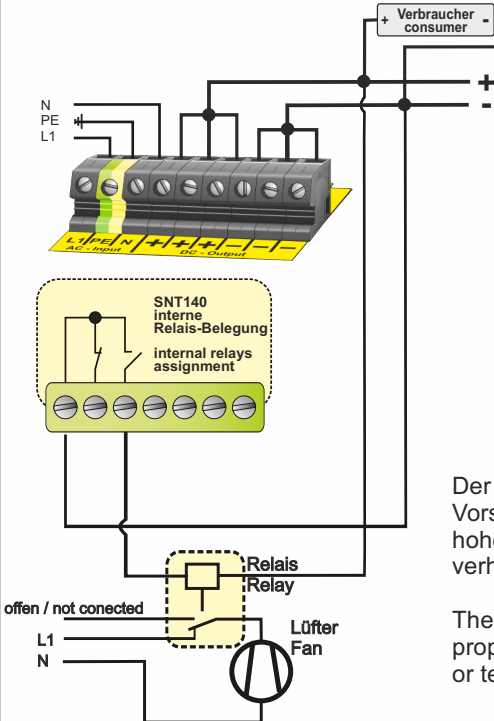 + Verbraucher -
consumer
+
-
N
PE
L1
L1 PE N + + + - - -
AC - Input DC - Output
SNT140
interne
Relais-Belegung
internal relays
assignment
Der
Vors
hohe
verh
Relais
Relay
offen / not conected
L1
N
Lüfter
Fan
The
prop
or te